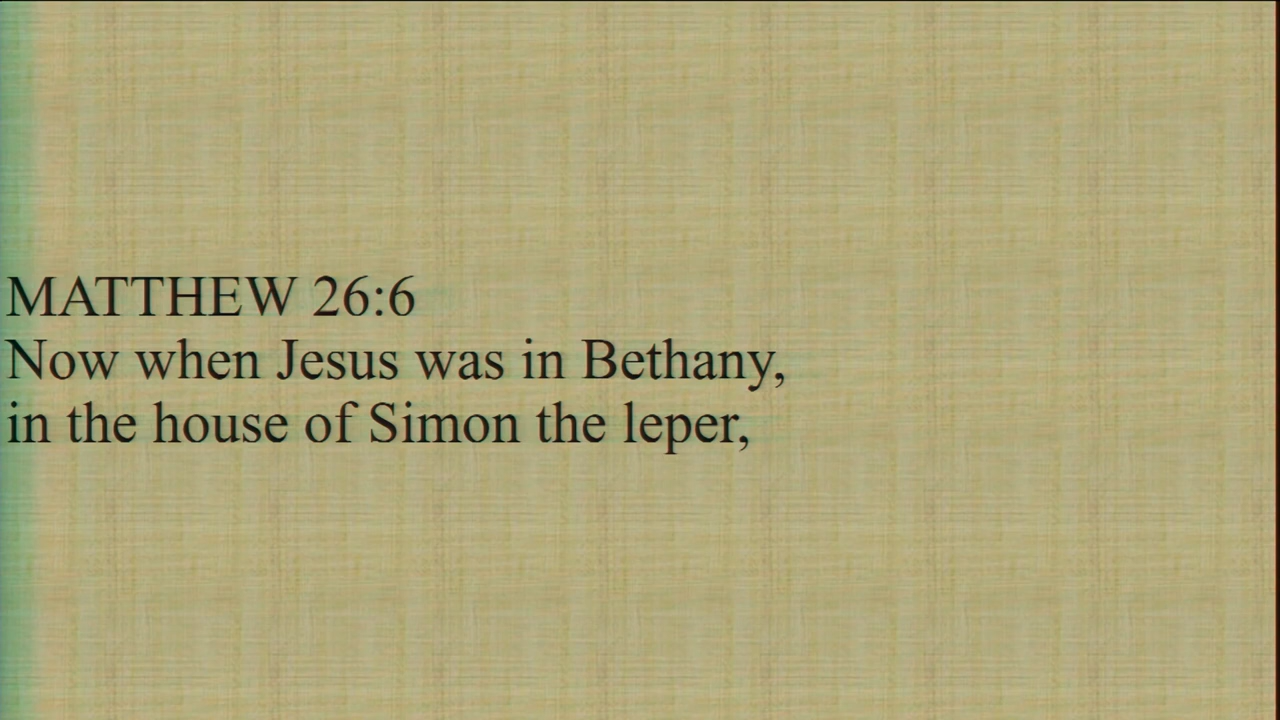 MATTHEW 26:6
Now when Jesus was in Bethany,
in the house of Simon the leper,